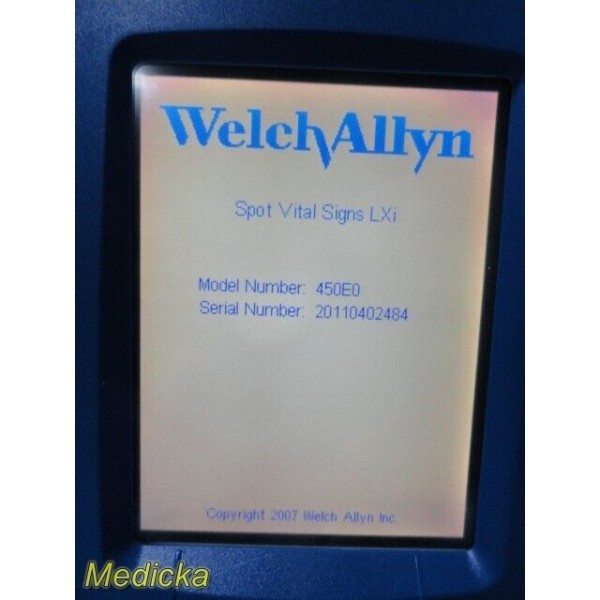 WelchAllyn
Spot Vital Signs LXi
Model Number: 450E0
Serial Number: 20110402484
Copyright 2007 Welch Allyn Inc.
Medicka